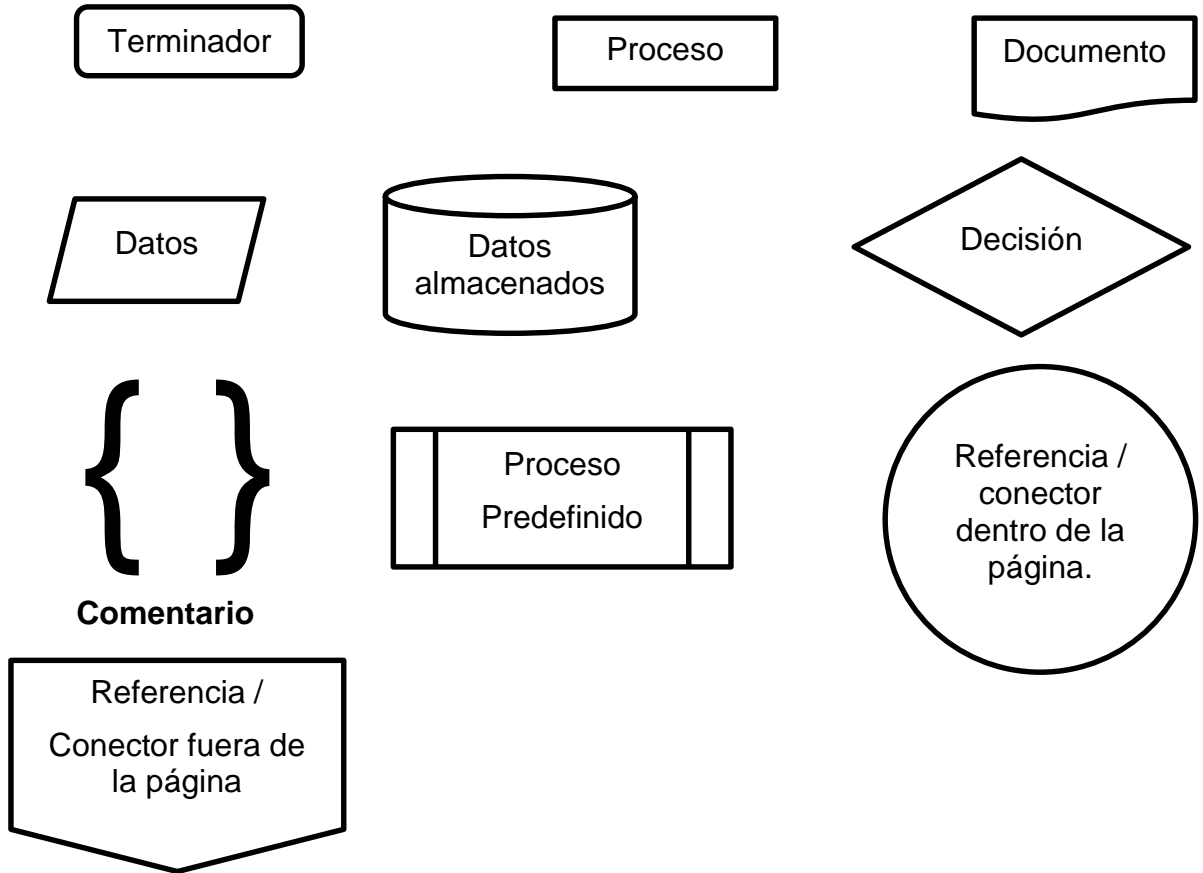 Terminador
Proceso
Documento
Datos
Datos
almacenados
Decisión
{ }
Comentario
Proceso
Predefinido
Referencia /
conector
dentro de la
página.
Referencia /
Conector fuera de
la página